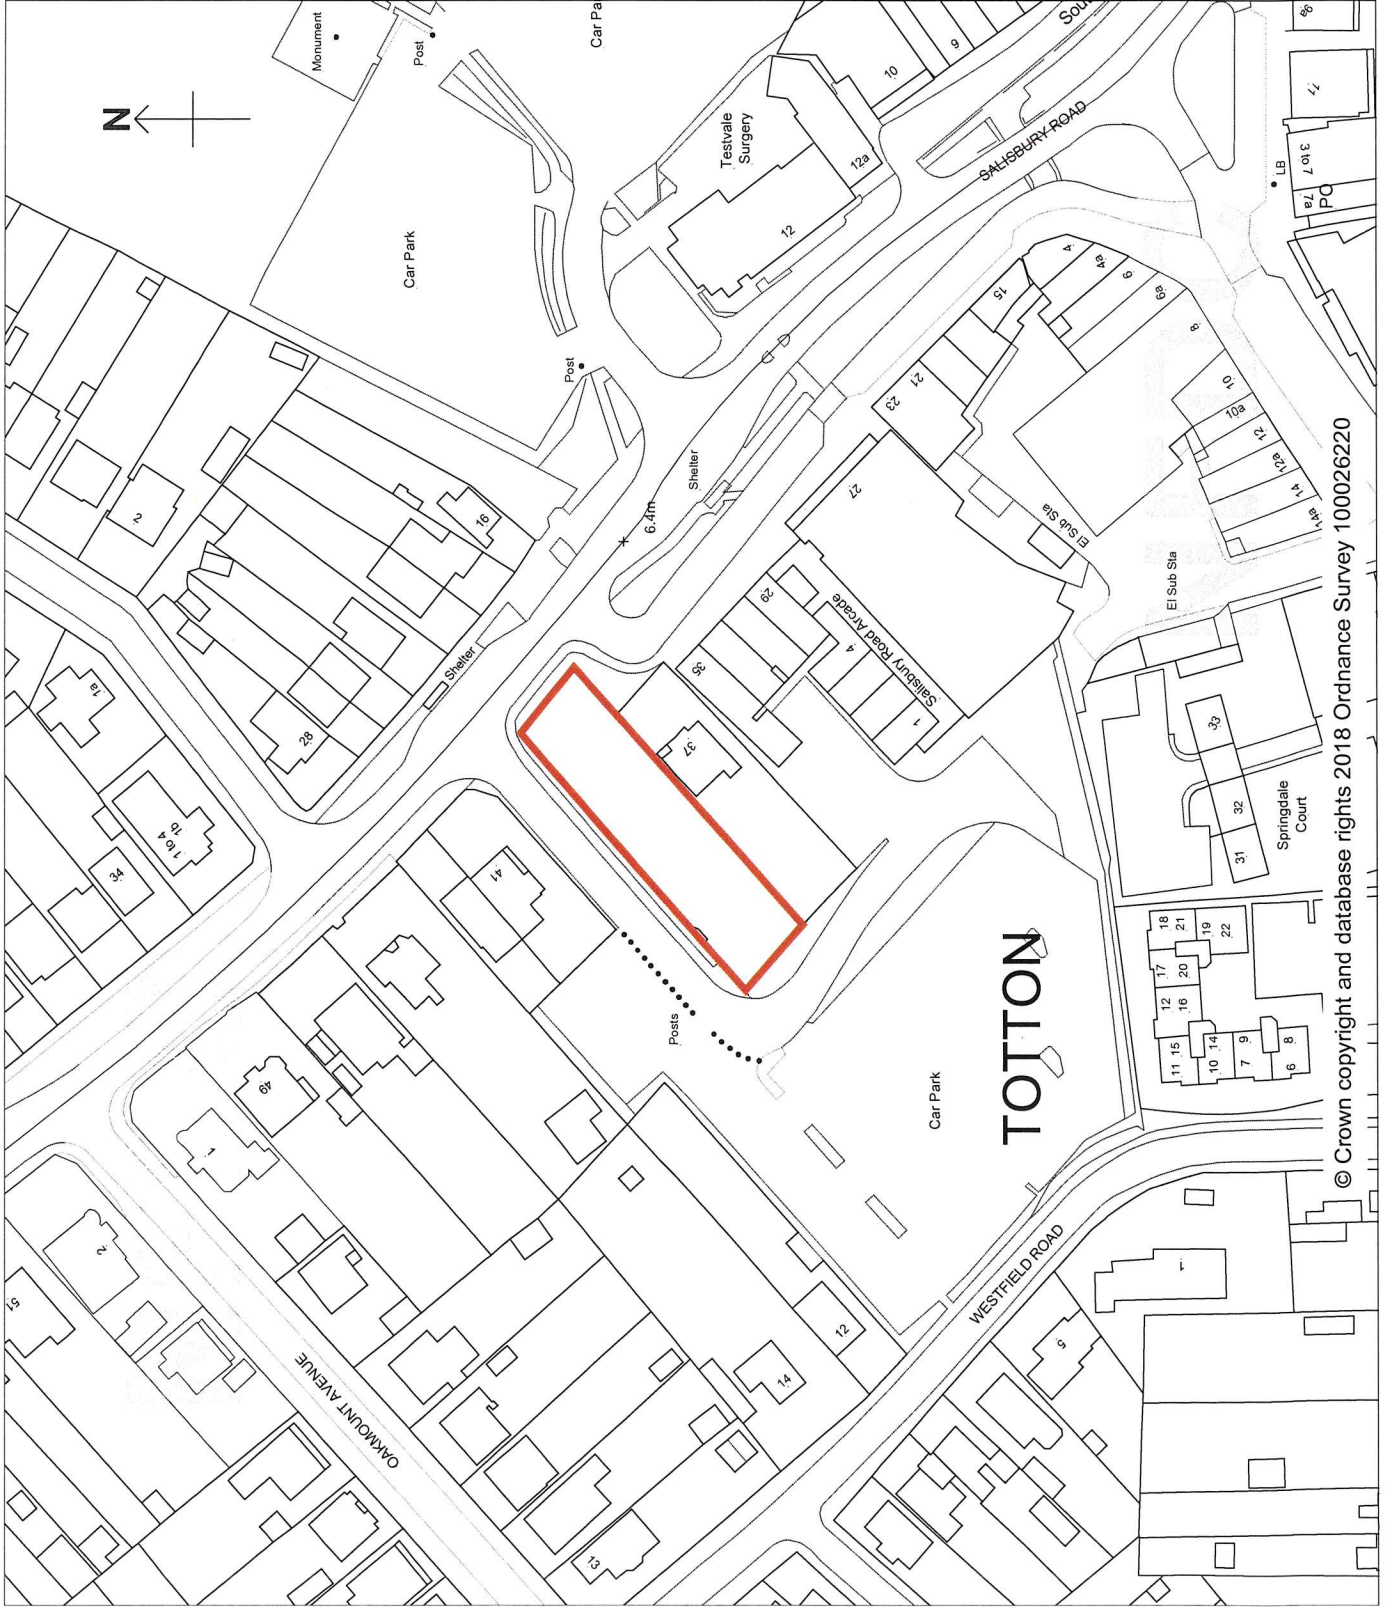 N
Monument
Post
Car Pa
Car Park
Testvale
Surgery
12
12a
10
9
Sou
SALISBURY ROAD
9a
3 to 7
7a
PO
LB
Post
Shelter
6.4m
2
16
28
Shelter
1a
1 to 4
1b
34
23
21
15
4
4a
6
6a
8
10
10a
12
12a
14
14a
27
El Sub Sta
El Sub Sta
29
35
4
1
Salisbury Road Arcade
37
41
49
1
2
51
Posts
Car Park
TOTTON
33
32
31
Springdale
Court
18
21
19
22
17
20
12
16
11
15
14
10
9
7
8
6
OAKMOUNT AVENUE
WESTFIELD ROAD
12
14
13
5
1
© Crown copyright and database rights 2018 Ordnance Survey 100026220